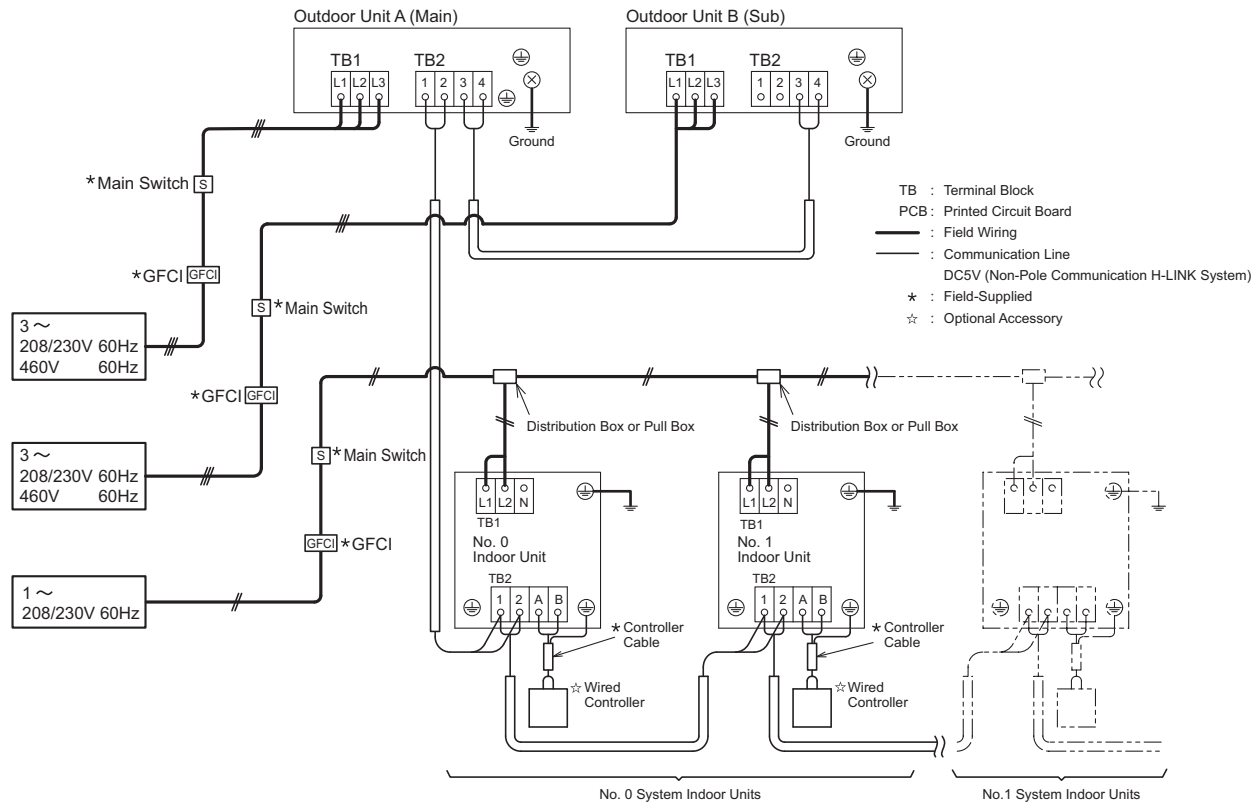 Outdoor Unit A (Main)
Outdoor Unit B (Sub)
TB1
TB2
L1 L2 L3
1 2 3 4
Ground
TB1
TB2
L1 L2 L3
1 2 3 4
Ground
*Main Switch
S
*GFCI
GFCI
S
*Main Switch
*GFCI
GFCI
3～
208/230V 60Hz
460V 60Hz
3～
208/230V 60Hz
460V 60Hz
1～
208/230V 60Hz
S
*Main Switch
GFCI
*GFCI
TB : Terminal Block
PCB : Printed Circuit Board
: Field Wiring
: Communication Line
DC5V (Non-Pole Communication H-LINK System)
* : Field-Supplied
☆ : Optional Accessory
Distribution Box or Pull Box
Distribution Box or Pull Box
L1 L2 N
TB1
No. 0
Indoor Unit
TB2
1 2 A B
*Controller
Cable
☆Wired
Controller
L1 L2 N
TB1
No. 1
Indoor Unit
TB2
1 2 A B
*Controller
Cable
☆Wired
Controller
No. 0 System Indoor Units
No.1 System Indoor Units